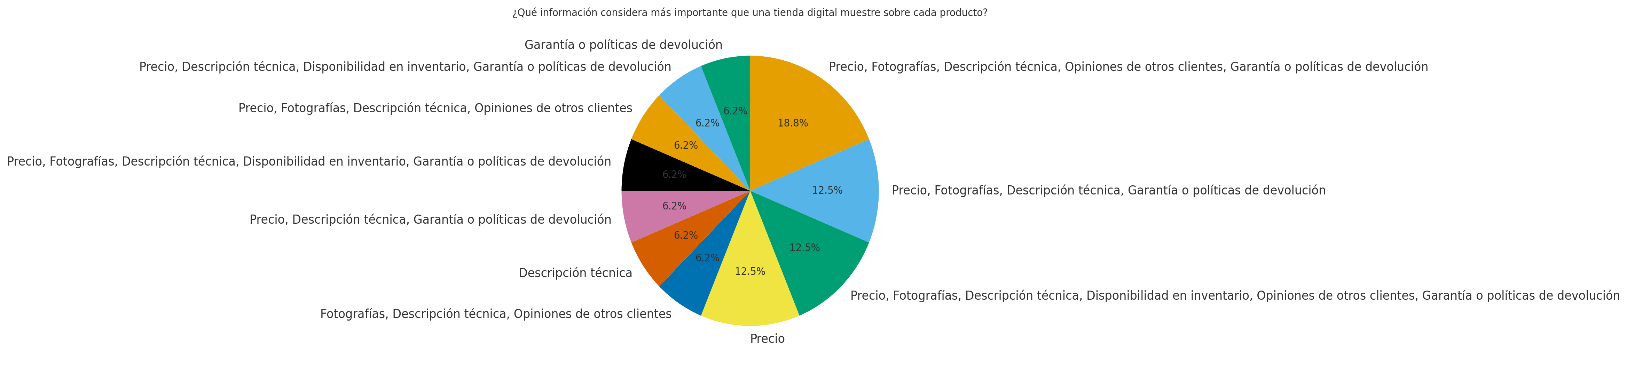 ¿Qué información considera más importante que una tienda digital muestre sobre cada producto?
Garantía o políticas de devolución
Precio, Descripción técnica, Disponibilidad en inventario, Garantía o políticas de devolución
Precio, Fotografías, Descripción técnica, Opiniones de otros clientes, Garantía o políticas de devolución
Precio, Fotografías, Descripción técnica, Opiniones de otros clientes
6.2%
18.8%
6.2%
6.2%
Precio, Fotografías, Descripción técnica, Disponibilidad en inventario, Garantía o políticas de devolución
6.2%
12.5%
Precio, Fotografías, Descripción técnica, Garantía o políticas de devolución
6.2%
Precio, Descripción técnica, Garantía o políticas de devolución
6.2%
12.5%
6.2%
Descripción técnica
12.5%
Precio, Fotografías, Descripción técnica, Disponibilidad en inventario, Opiniones de otros clientes, Garantía o políticas de devolución
Fotografías, Descripción técnica, Opiniones de otros clientes
Precio